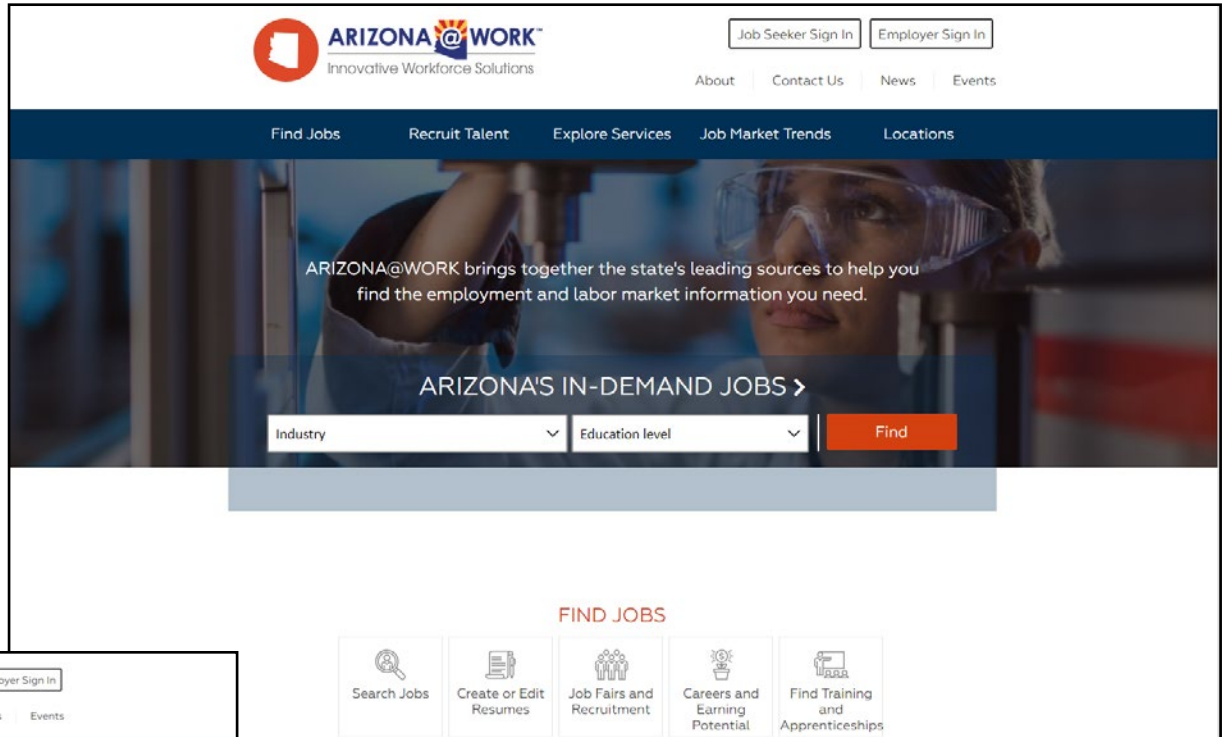 ARIZONA@WORK™
Innovative Workforce Solutions
Job Seeker Sign In
Employer Sign In
About
Contact Us
News
Events
Find Jobs
Recruit Talent
Explore Services
Job Market Trends
Locations
ARIZONA@WORK brings together the state's leading sources to help you
find the employment and labor market information you need.
ARIZONA'S IN-DEMAND JOBS >
Industry
Education level
Find
FIND JOBS
Search Jobs
Create or Edit
Resumes
Job Fairs and
Recruitment
Careers and
Earning
Potential
Find Training
and
Apprenticeships
oyer Sign In
s
Events